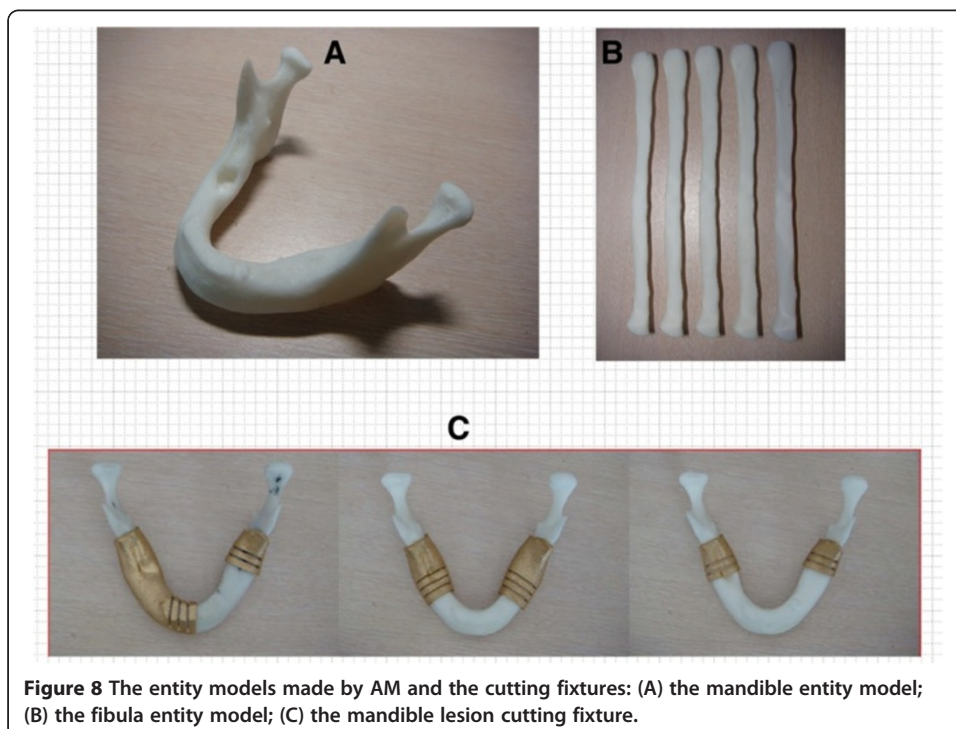 A
B
C
Figure 8 The entity models made by AM and the cutting fixtures: (A) the mandible entity model;
(B) the fibula entity model; (C) the mandible lesion cutting fixture.